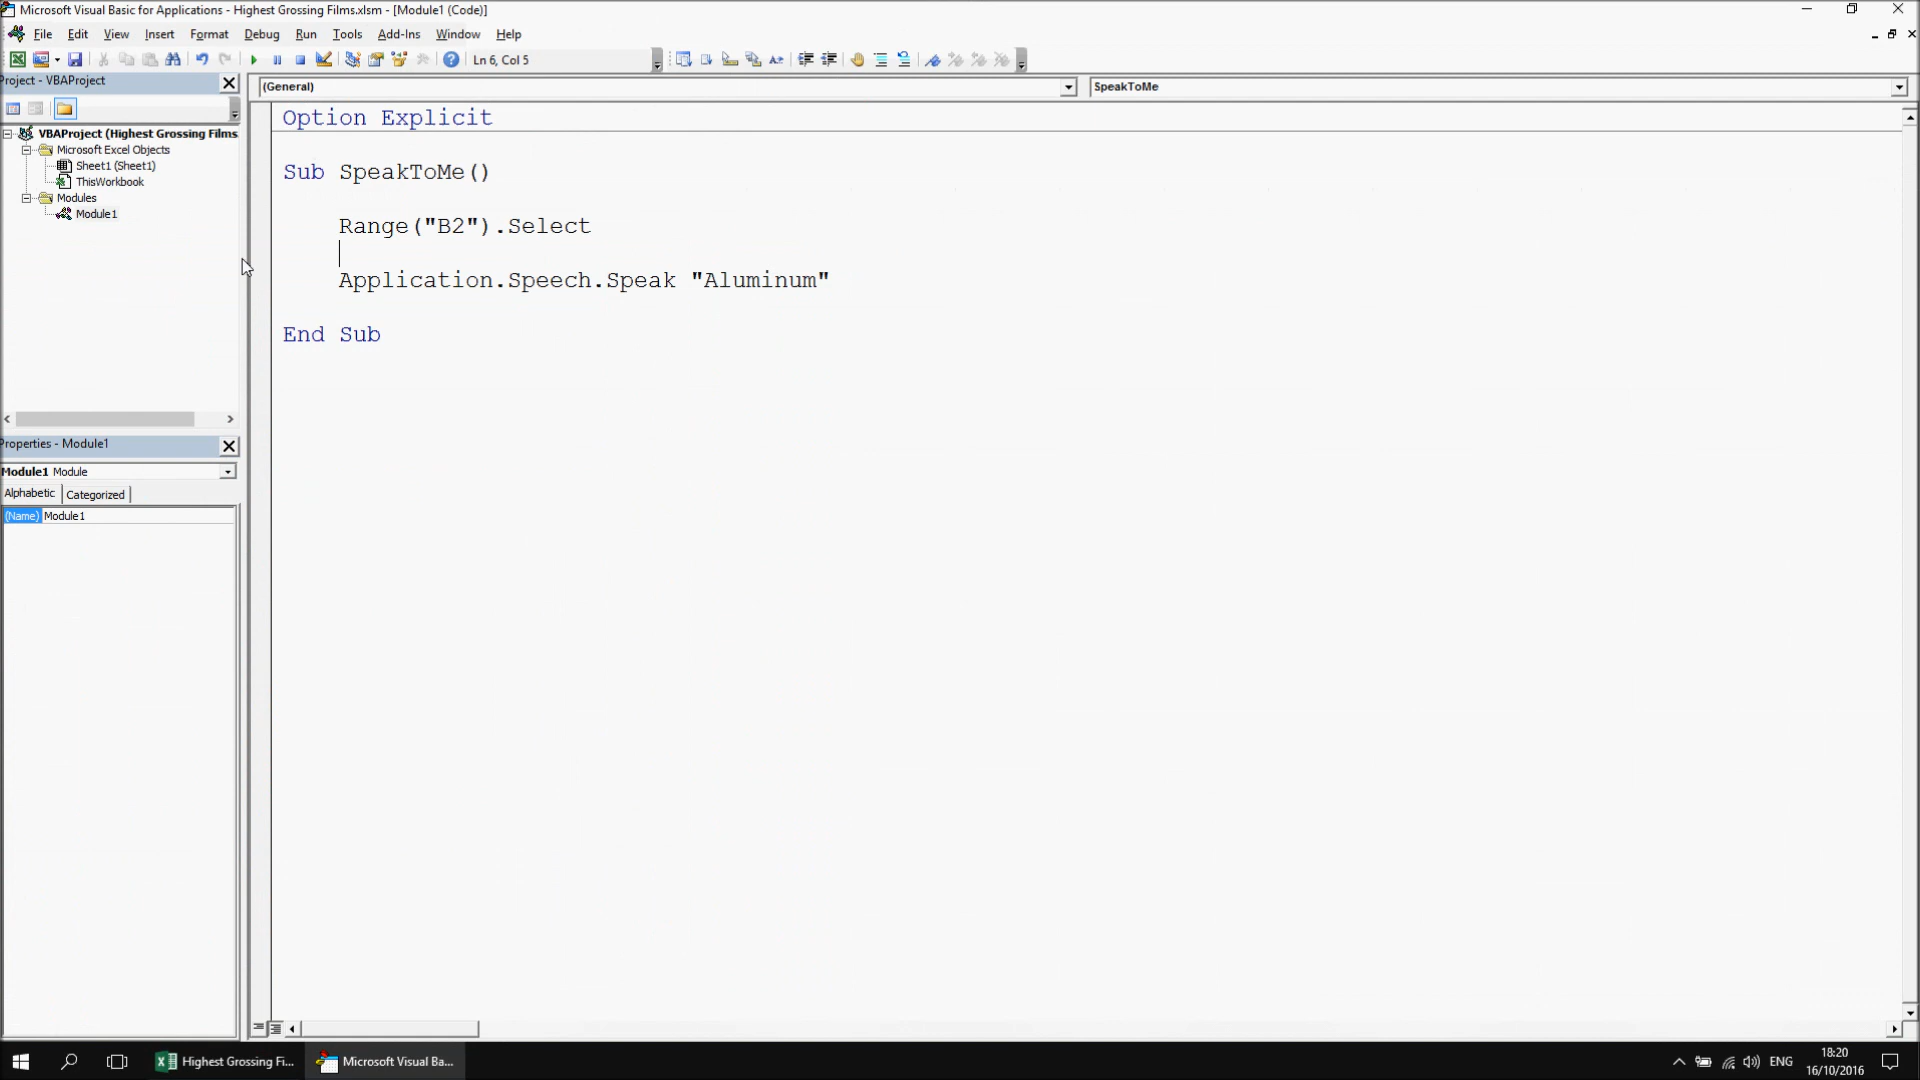 Microsoft Visual Basic for Applications - Highest Grossing Films.xlsm - [Module1 (Code)]
File Edit View Insert Format Debug Run Tools Add-Ins Window Help
Ln 6, Col 5
Project - VBAProject
(General)
SpeakToMe
VBAProject (Highest Grossing Films
Microsoft Excel Objects
Sheet1 (Sheet1)
ThisWorkbook
Modules
Module1
Option Explicit
Sub SpeakToMe()
Range("B2").Select
Application.Speech.Speak "Aluminum"
End Sub
Properties - Module1
Module1 Module
Alphabetic Categorized
(Name) Module1
Highest Grossing Fi...
Microsoft Visual Ba...
ENG
18:20
16/10/2016